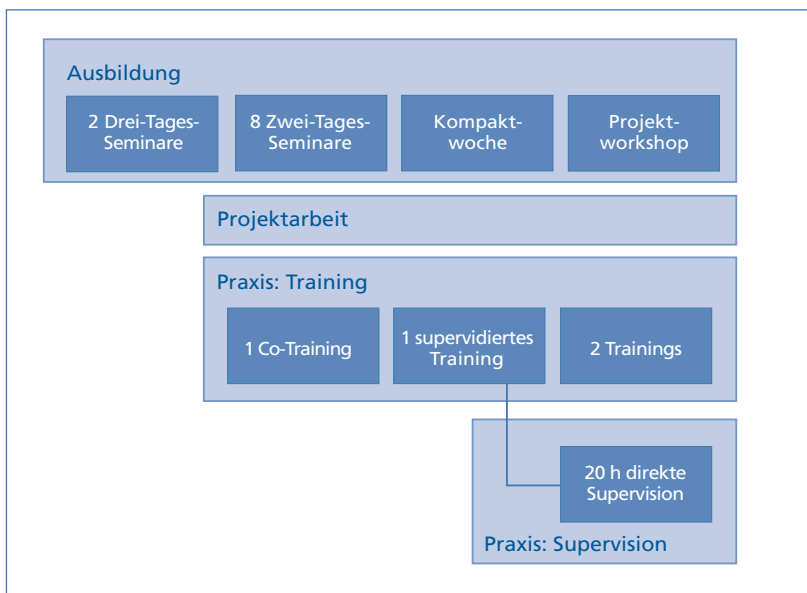 Ausbildung
2 Drei-Tages-
Seminare
8 Zwei-Tages-
Seminare
Kompakt-
woche
Projekt-
workshop
Projektarbeit
Praxis: Training
1 Co-Training
1 supervidiertes
Training
2 Trainings
20 h direkte
Supervision
Praxis: Supervision